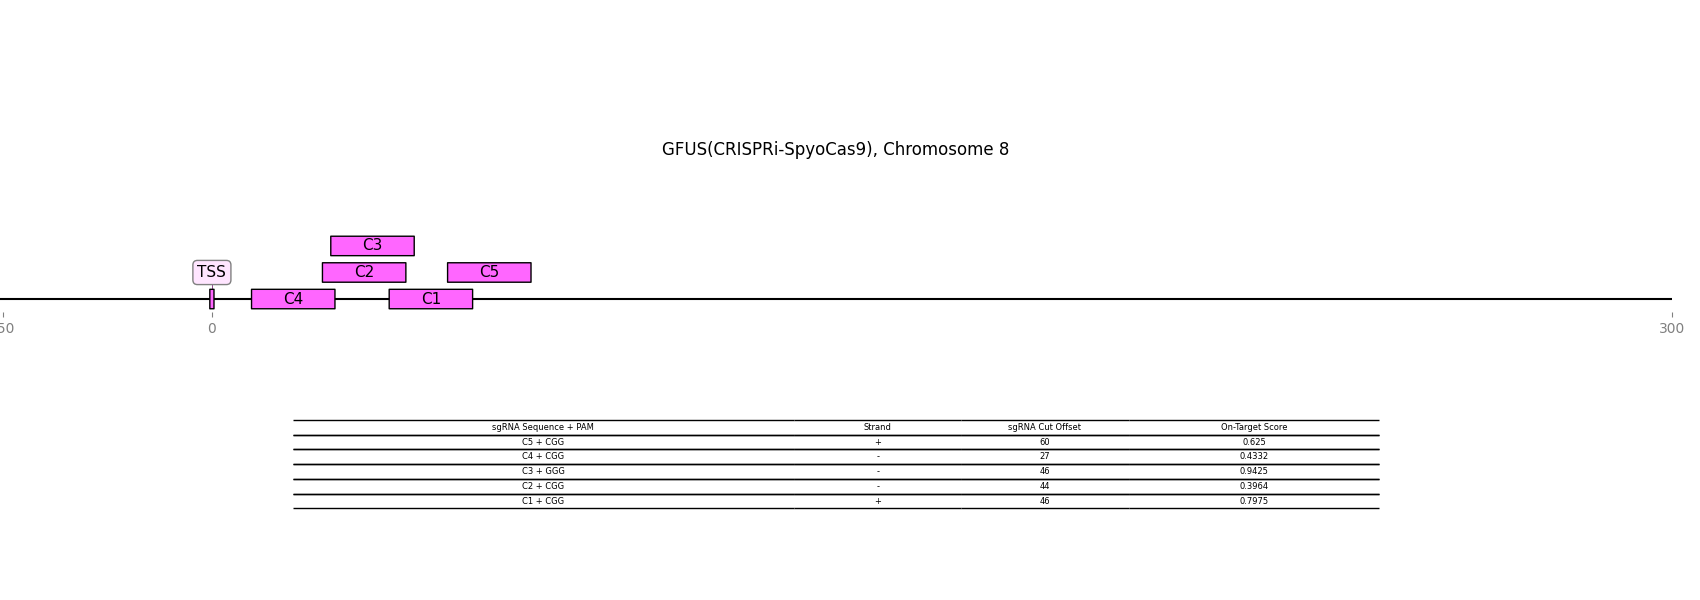 GFUS(CRISPRi-SpyoCas9), Chromosome 8
C3
TSS C2 C5
C4 C1
50 0 300
sgRNA Sequence + PAM Strand sgRNA Cut Offset On-Target Score
C5 + CGG + 60 0.625
C4 + CGG - 27 0.4332
C3 + GGG - 46 0.9425
C2 + CGG - 44 0.3964
C1 + CGG + 46 0.7975